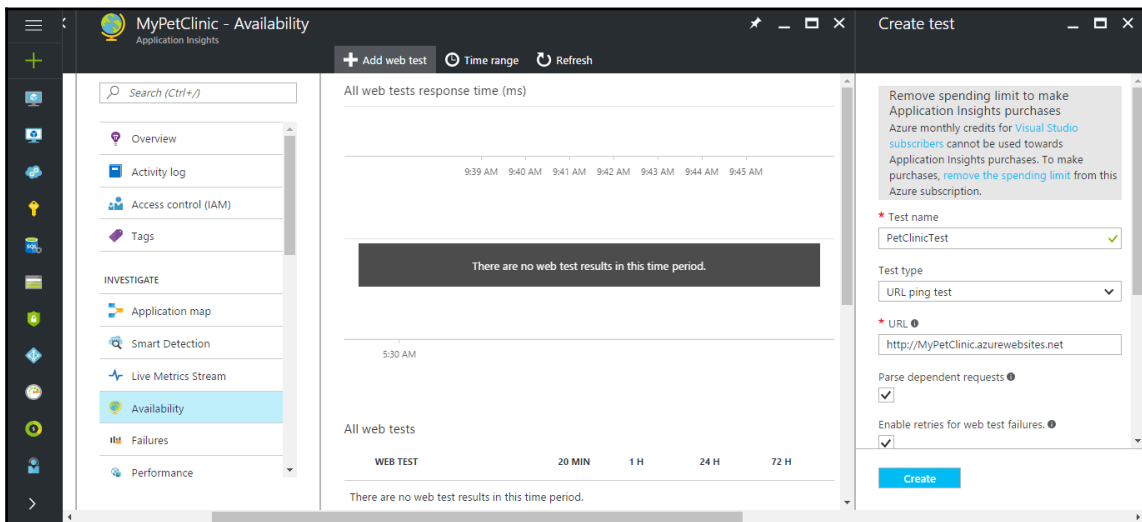 MyPetClinic - Availability
Application Insights
Add web test
Time range
Refresh
Search (Ctrl+/)
Overview
Activity log
Access control (IAM)
Tags
INVESTIGATE
Application map
Smart Detection
Live Metrics Stream
Availability
Failures
Performance
All web tests response time (ms)
9:39 AM 9:40 AM 9:41 AM 9:42 AM 9:43 AM 9:44 AM 9:45 AM
There are no web test results in this time period.
5:30 AM
All web tests
WEB TEST 20 MIN 1 H 24 H 72 H
There are no web test results in this time period.
Create test
Remove spending limit to make
Application Insights purchases
Azure monthly credits for Visual Studio
subscribers cannot be used towards
Application Insights purchases. To make
purchases, remove the spending limit from this
Azure subscription.
* Test name
PetClinicTest
Test type
URL ping test
* URL
http://MyPetClinic.azurewebsites.net
Parse dependent requests
Enable retries for web test failures.
Create